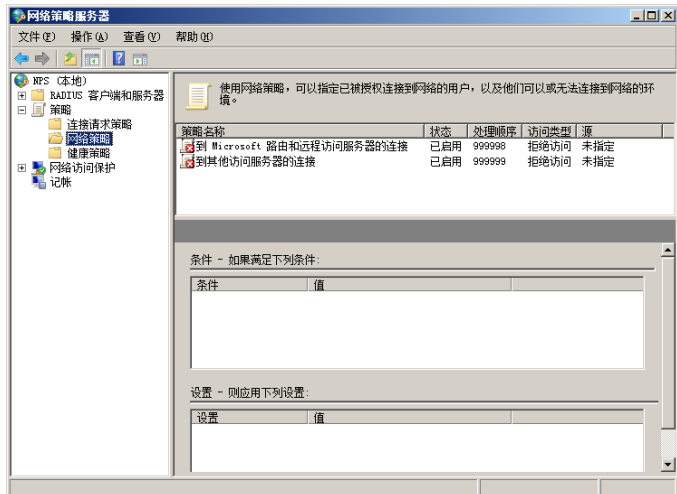 网络策略服务器
文件(F) 操作(A) 查看(V) 帮助(H)
NPS (本地)
RADIUS 客户端和服务器
策略
连接请求策略
网络策略
健康策略
网络访问保护
记帐
使用网络策略，可以指定已被授权连接到网络的用户，以及他们可以或无法连接到网络的环
境。
策略名称 状态 处理顺序 访问类型 源
到 Microsoft 路由和远程访问服务器的连接 已启用 999998 拒绝访问 未指定
到其他访问服务器的连接 已启用 999999 拒绝访问 未指定
条件 - 如果满足下列条件:
条件 值
设置 - 则应用下列设置:
设置 值